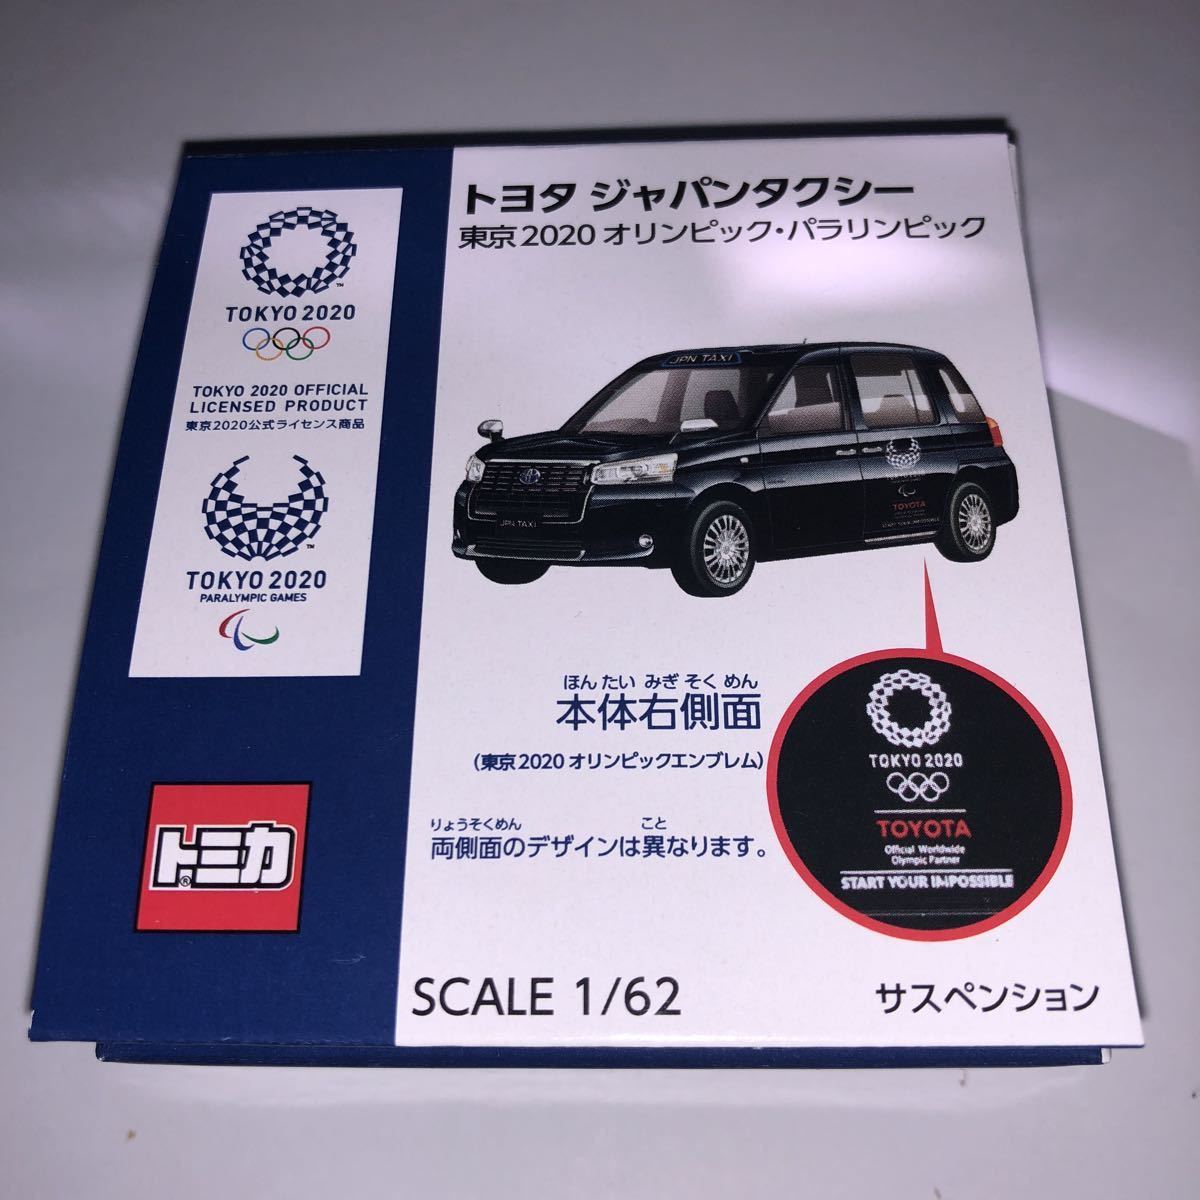 トヨタ ジャパンタクシー
東京2020 オリンピック・パラリンピック
TOKYO 2020
TOKYO 2020 OFFICIAL
LICENSED PRODUCT
東京2020公式ライセンス商品
TM
TOKYO 2020
PARALYMPIC GAMES
JPN TAXI
JPN TAXI
TOYOTA
START YOUR IMPOSSIBLE
ほん たい みぎ そく めん
本体右側面
(東京2020 オリンピックエンブレム)
りょうそくめん こと
両側面のデザインは異なります。
TOKYO 2020
TOYOTA
Official Worldwide
Olympic Partner
START YOUR IMPOSSIBLE
トミカ®
SCALE 1/62
サスペンション